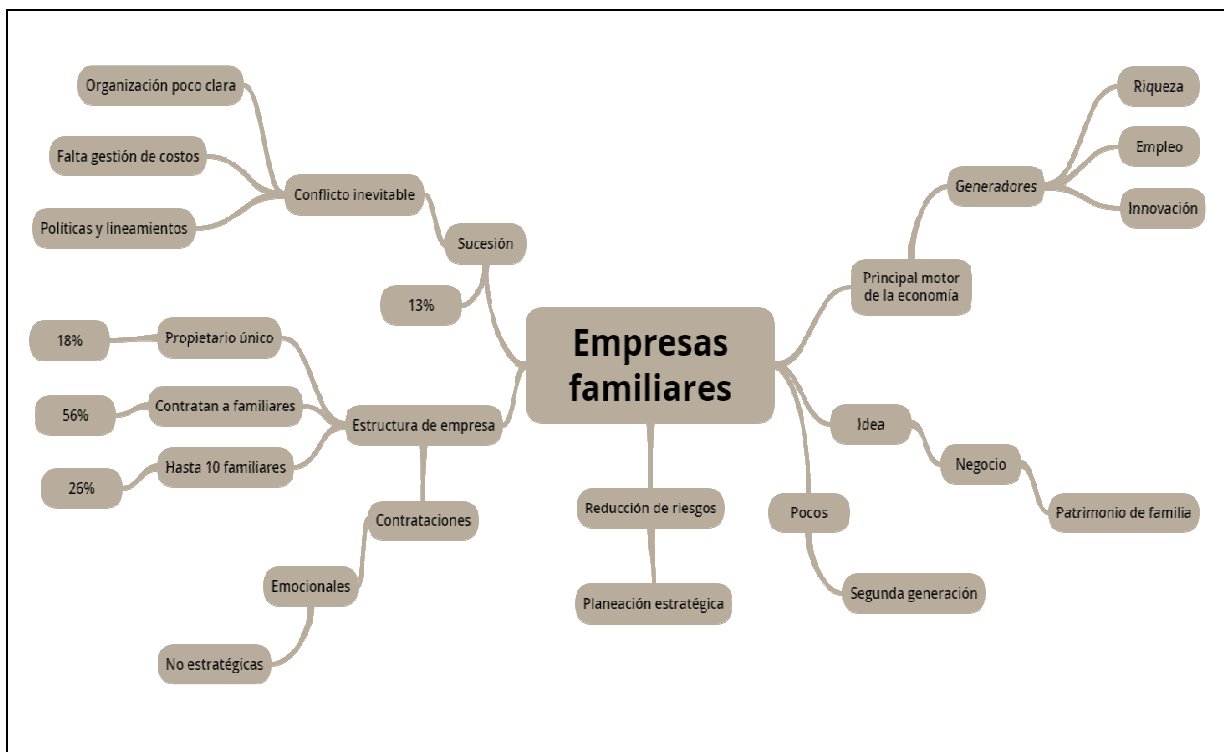 Organización poco clara
Falta gestión de costos
Políticas y lineamientos
Conflicto inevitable
Sucesión
13%
18%
Propietario único
56%
Contratan a familiares
26%
Hasta 10 familiares
Estructura de empresa
Contrataciones
Emocionales
No estratégicas
Empresas
familiares
Reducción de riesgos
Planeación estratégica
Riqueza
Empleo
Innovación
Generadores
Principal motor
de la economía
Idea
Negocio
Patrimonio de familia
Pocos
Segunda generación